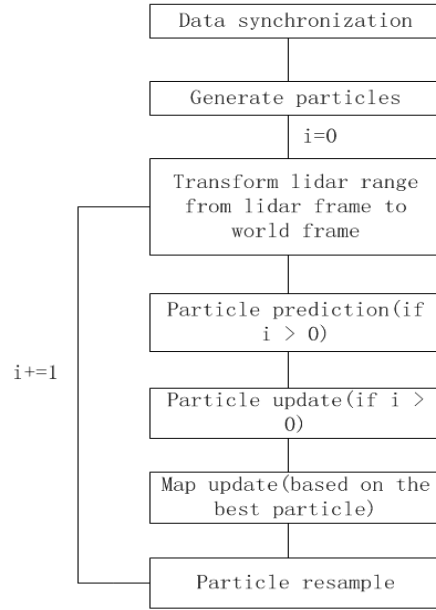 Data synchronization
Generate particles
i=0
Transform lidar range
from lidar frame to
world frame
Particle prediction(if
i > 0)
i+=1
Particle update(if i >
0)
Map update(based on the
best particle)
Particle resample